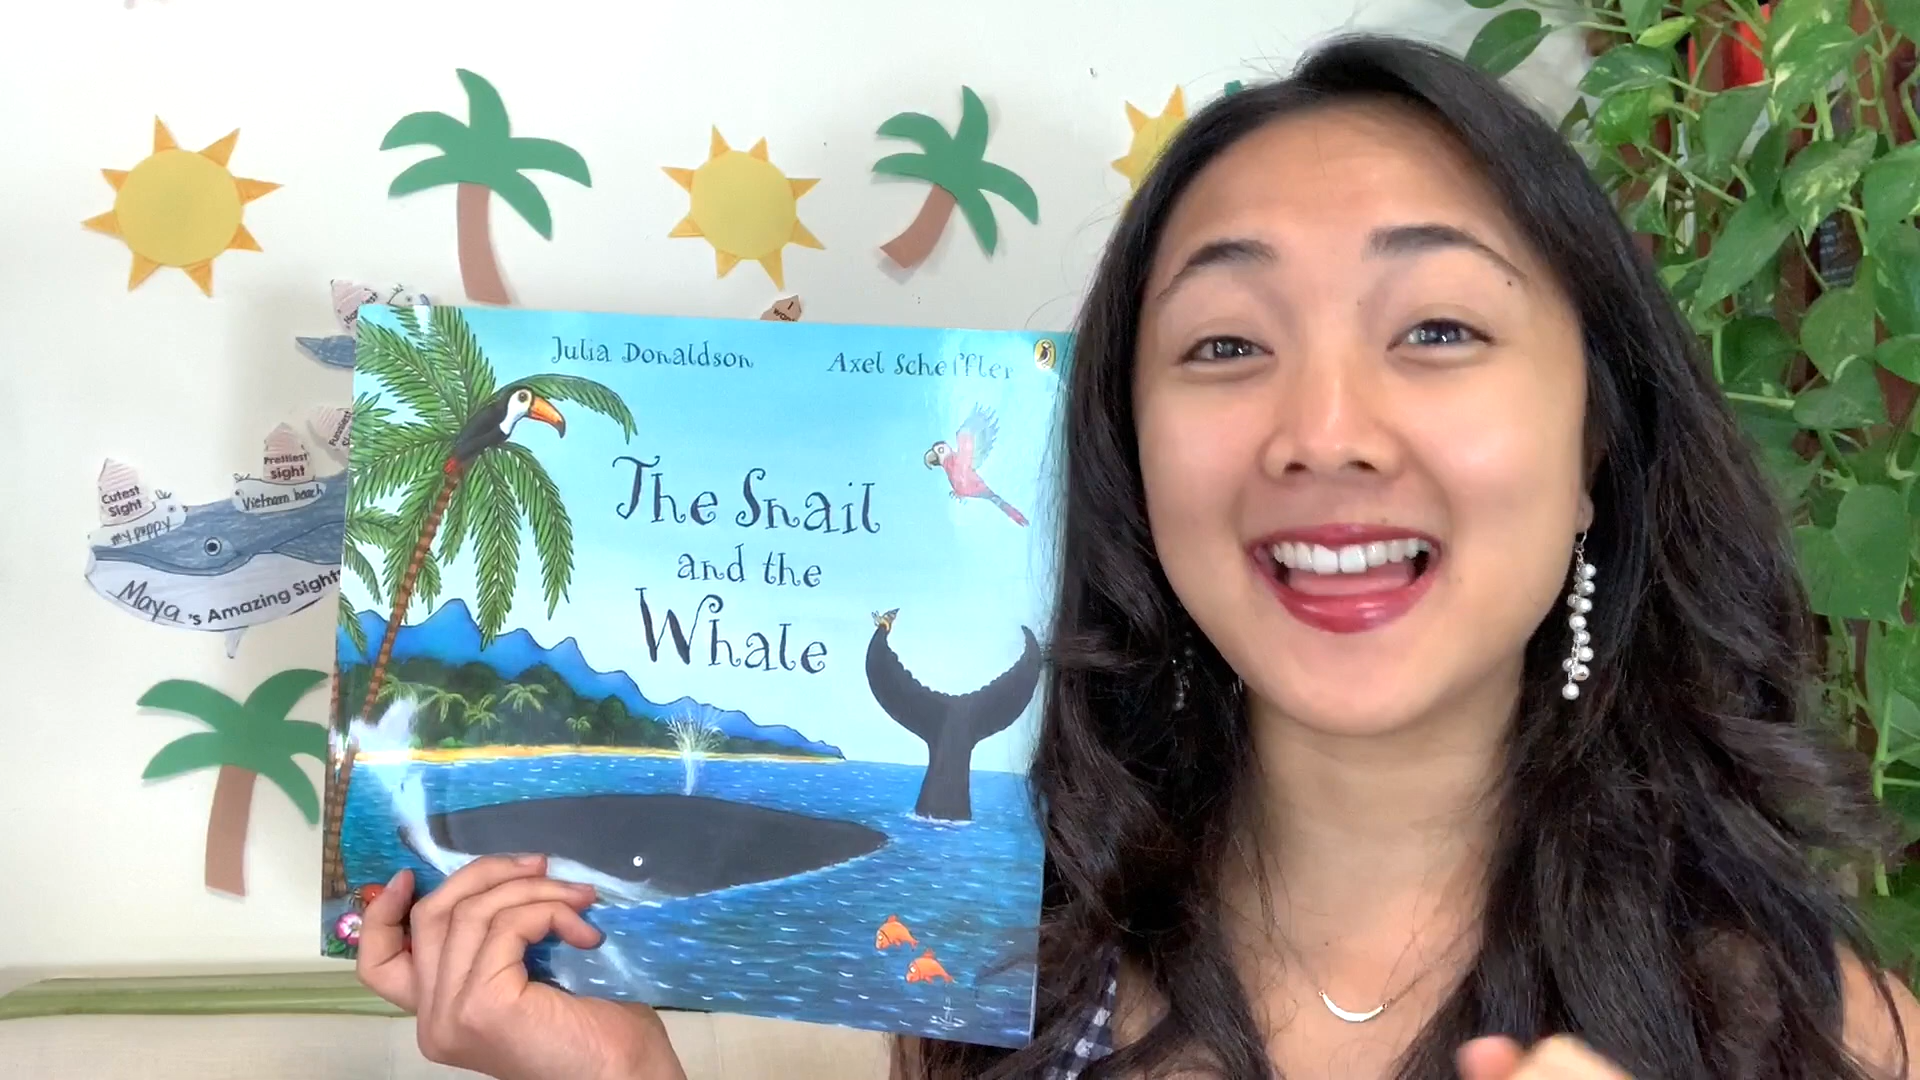 Julia Donaldson
Axel Scheffler
The Snail
and the
Whale
I
Prettiest
sight
Vietnam beach
Cutest
Sight
my puppy
Maya's Amazing